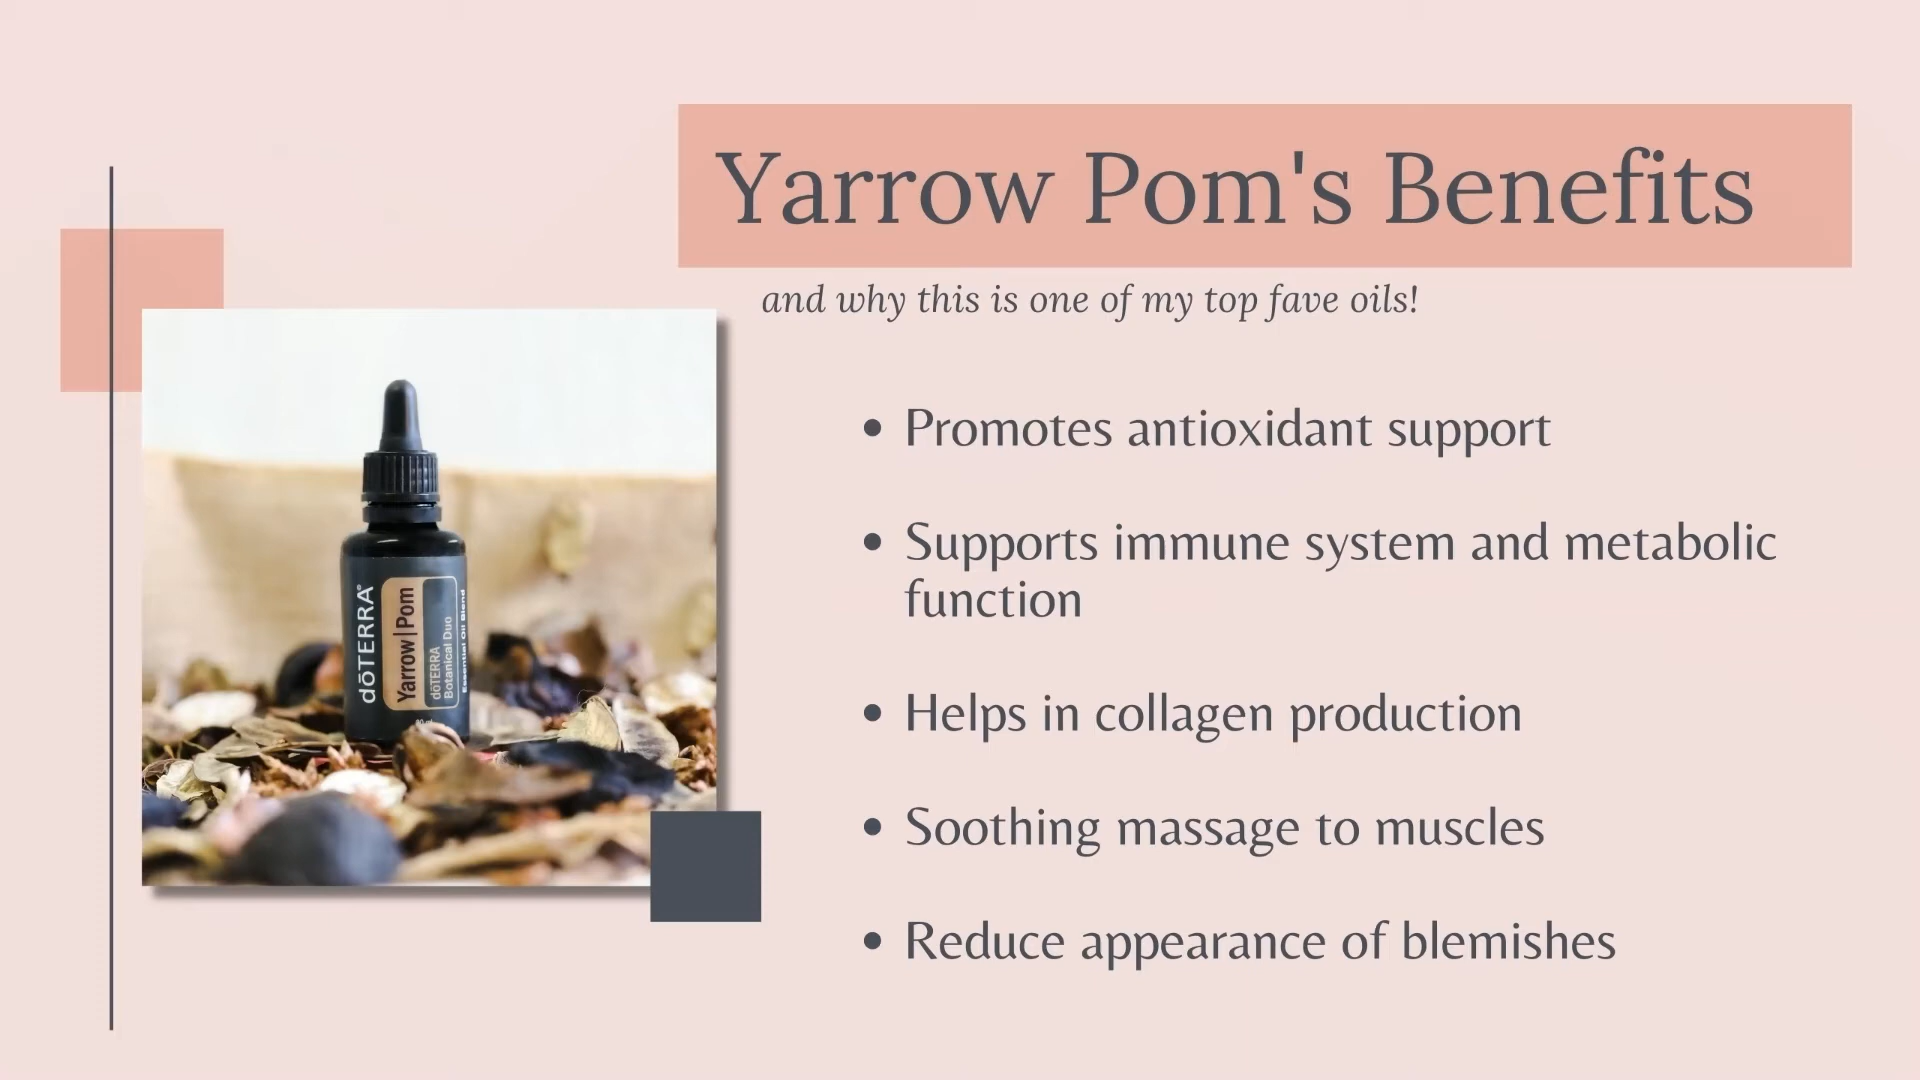 Yarrow Pom's Benefits
and why this is one of my top fave oils!
• Promotes antioxidant support
• Supports immune system and metabolic
function
• Helps in collagen production
• Soothing massage to muscles
• Reduce appearance of blemishes
dōTERRA®
Yarrow|Pom
dōTERRA
Botanical Duo
Essential Oil Blend